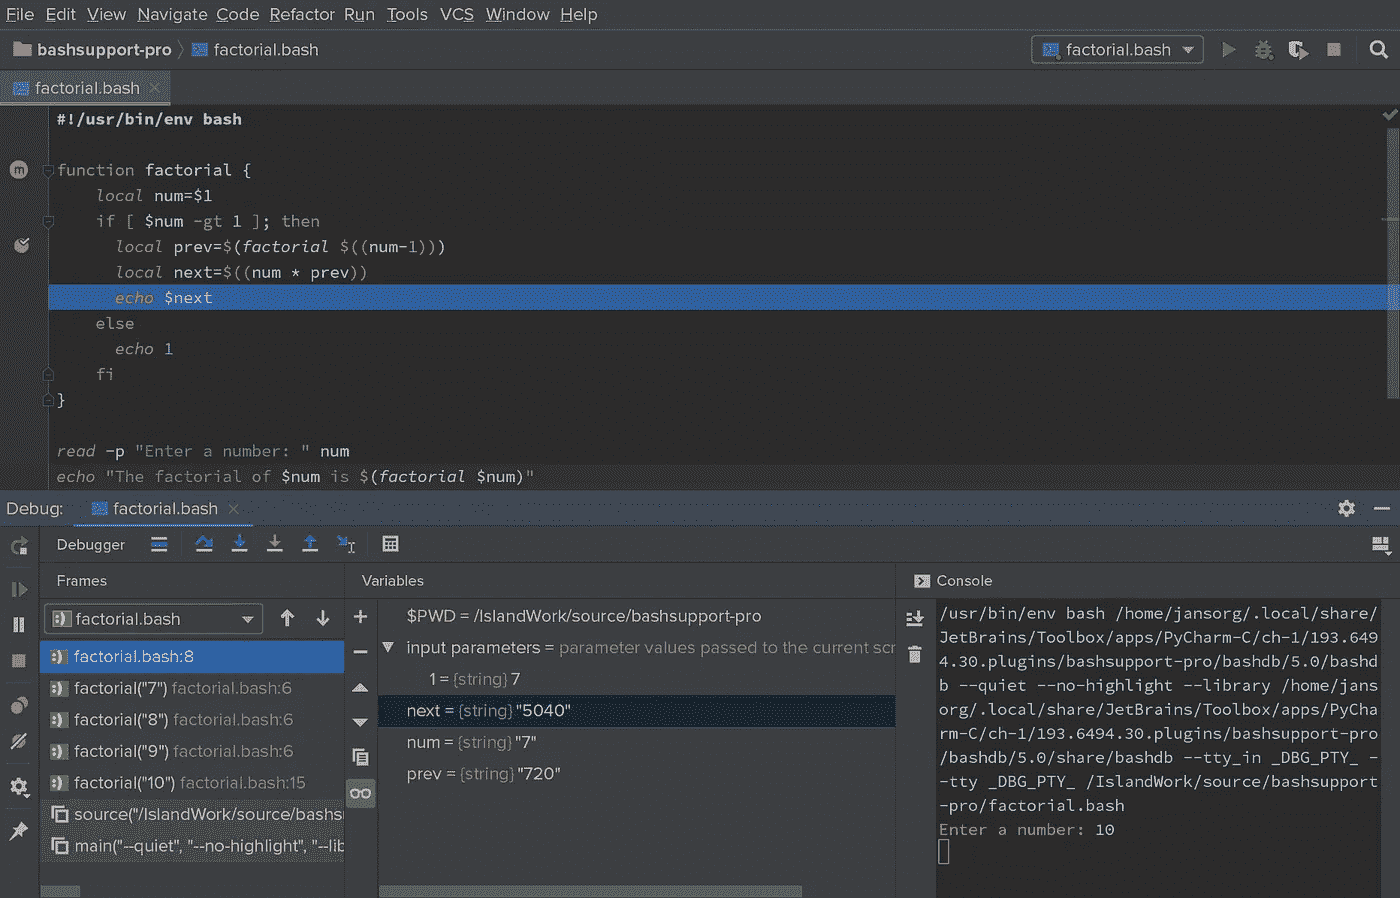 File Edit View Navigate Code Refactor Run Tools VCS Window Help
bashsupport-pro factorial.bash factorial.bash
factorial.bash
#!/usr/bin/env bash
function factorial {
local num=$1
if [ $num -gt 1 ]; then
local prev=$(factorial $((num-1)))
local next=$((num * prev))
echo $next
else
echo 1
fi
}
read -p "Enter a number: " num
echo "The factorial of $num is $(factorial $num)"
Debug: factorial.bash
Debugger
Frames
factorial.bash
factorial.bash:8
factorial("7") factorial.bash:6
factorial("8") factorial.bash:6
factorial("9") factorial.bash:6
factorial("10") factorial.bash:15
source("/IslandWork/source/bashs
main("--quiet", "--no-highlight", "--lib
Variables
$PWD = /IslandWork/source/bashsupport-pro
input parameters = parameter values passed to the current scr
1 = {string} 7
next = {string} "5040"
num = {string} "7"
prev = {string} "720"
Console
/usr/bin/env bash /home/jansorg/.local/share/
JetBrains/Toolbox/apps/PyCharm-C/ch-1/193.649
4.30.plugins/bashsupport-pro/bashdb/5.0/bashd
b --quiet --no-highlight --library /home/jans
org/.local/share/JetBrains/Toolbox/apps/PyCha
rm-C/ch-1/193.6494.30.plugins/bashsupport-pro
/bashdb/5.0/share/bashdb --tty_in _DBG_PTY_ -
-tty _DBG_PTY_ /IslandWork/source/bashsupport
-pro/factorial.bash
Enter a number: 10